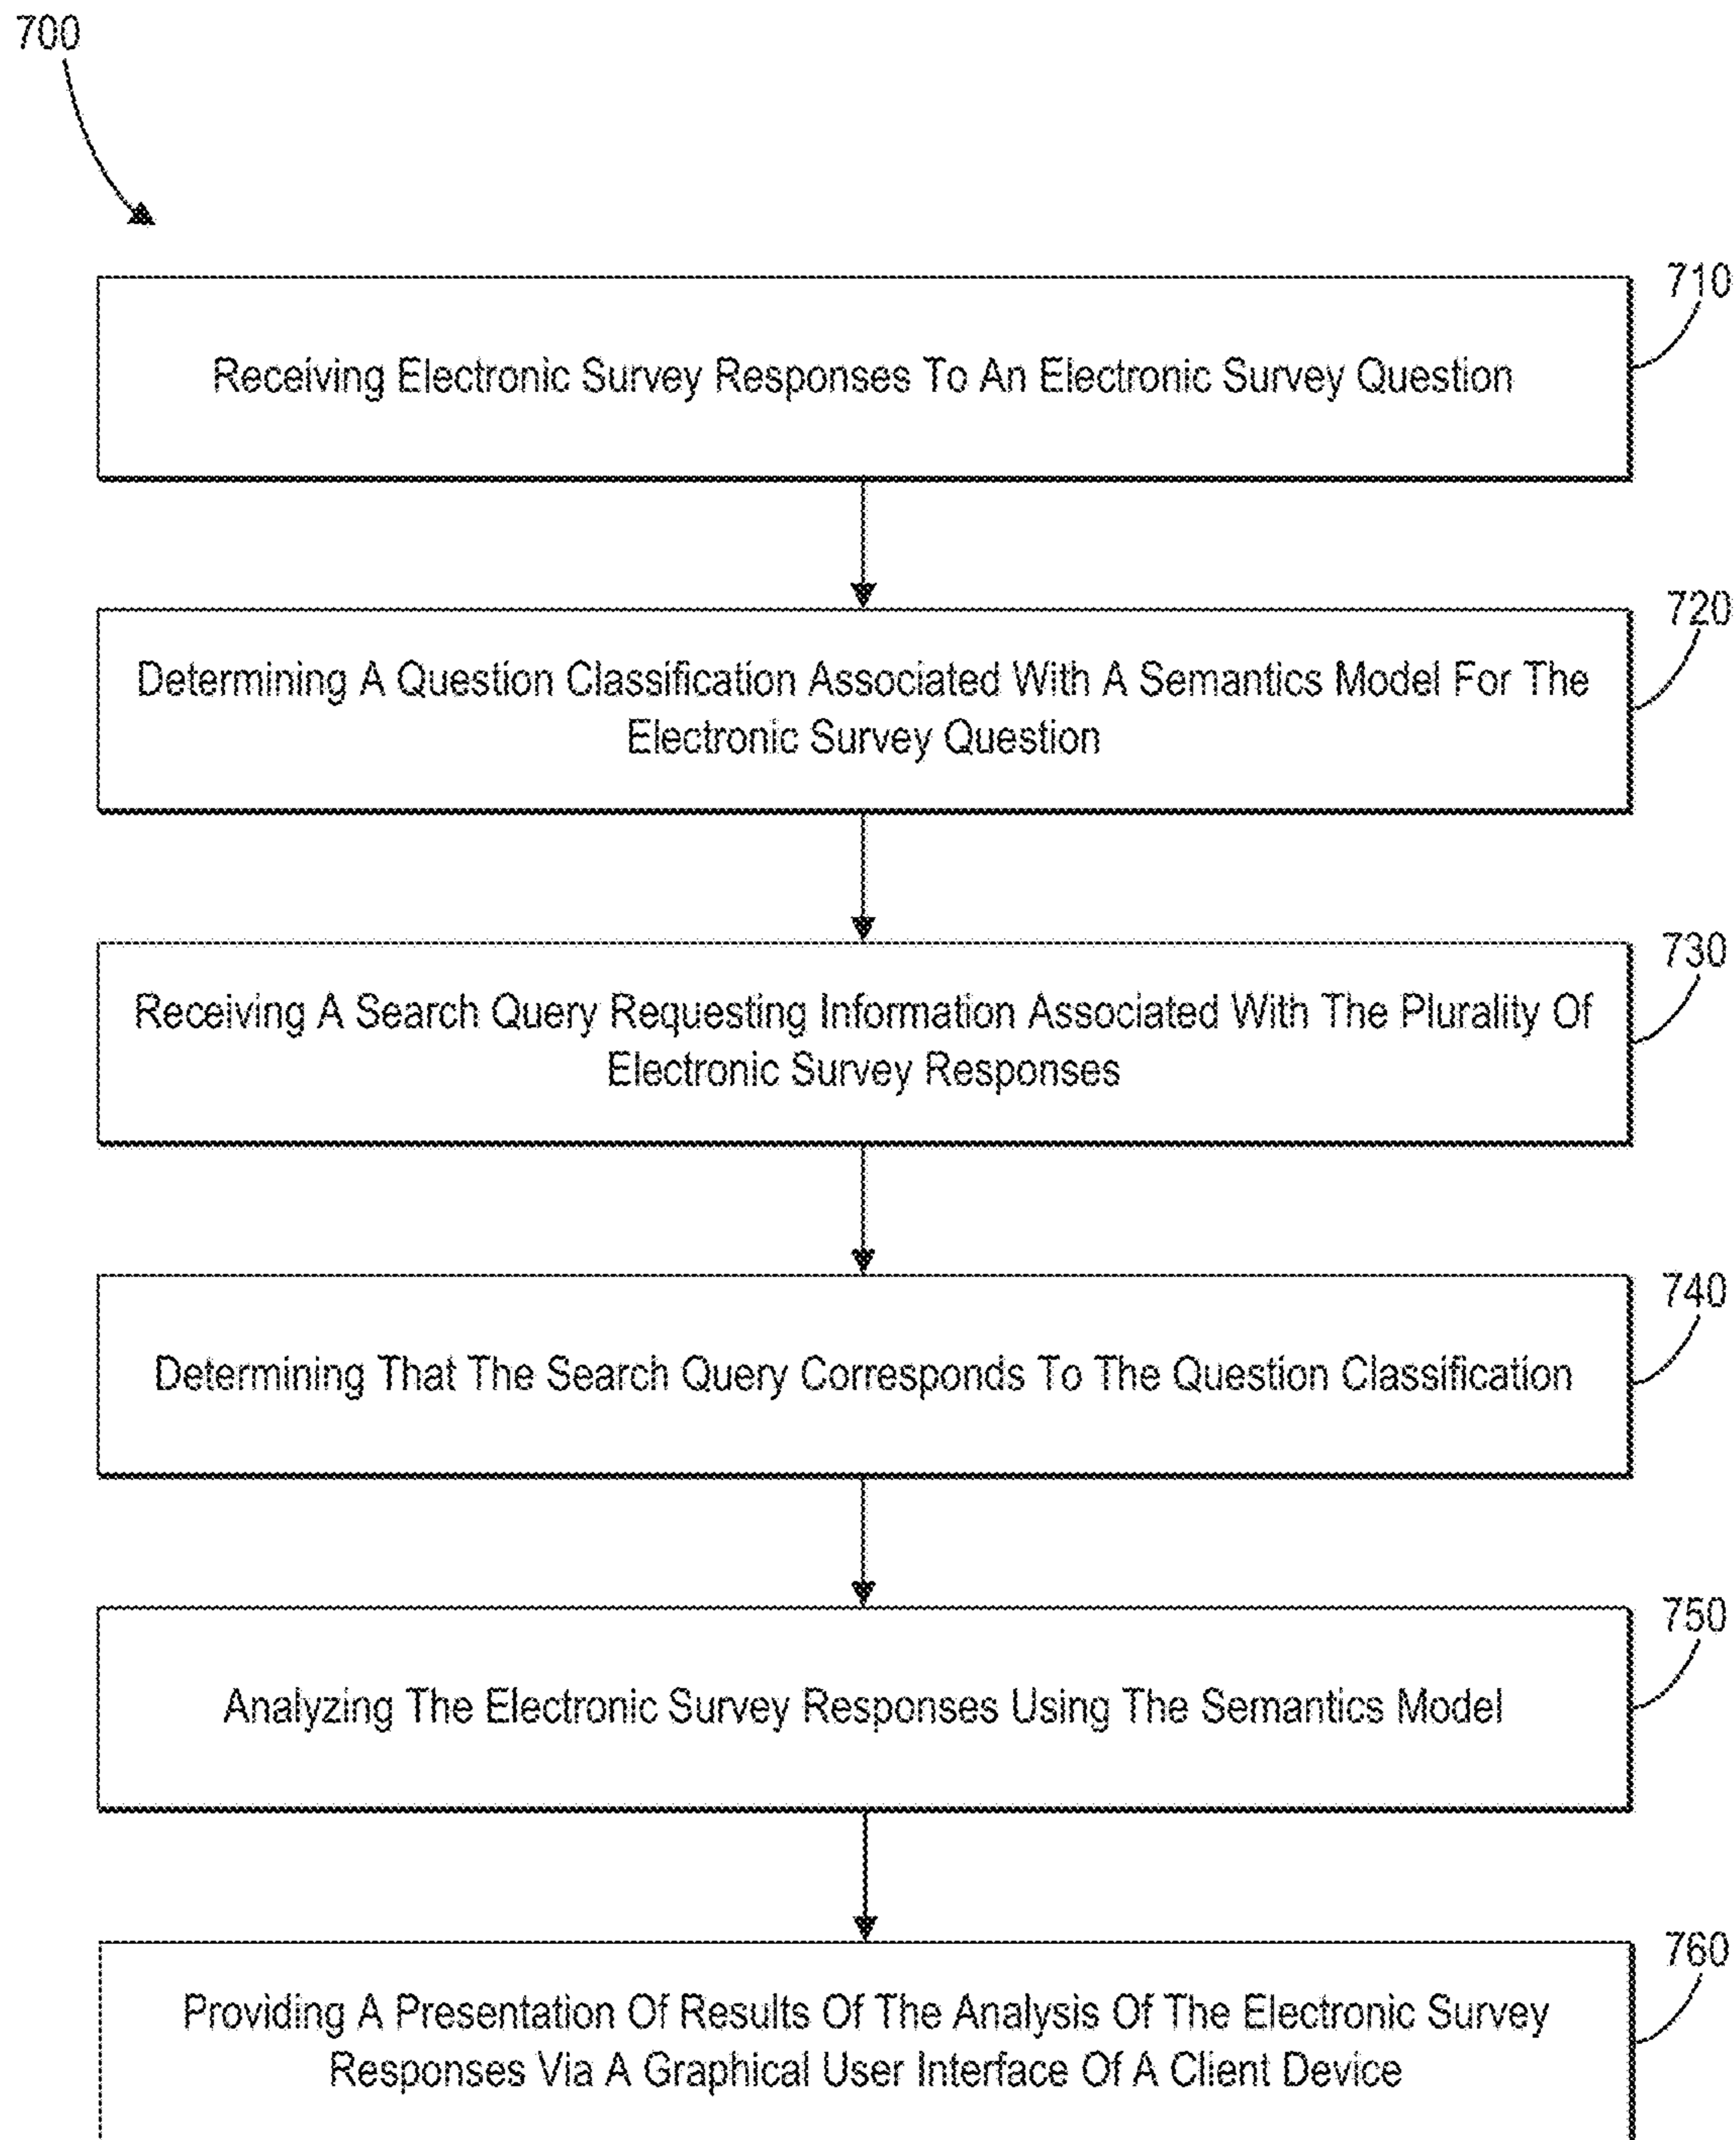 700
710
Receiving Electronic Survey Responses To An Electronic Survey Question
720
Determining A Question Classification Associated With A Semantics Model For The
Electronic Survey Question
730
Receiving A Search Query Requesting Information Associated With The Plurality Of
Electronic Survey Responses
740
Determining That The Search Query Corresponds To The Question Classification
750
Analyzing The Electronic Survey Responses Using The Semantics Model
760
Providing A Presentation Of Results Of The Analysis Of The Electronic Survey
Responses Via A Graphical User Interface Of A Client Device